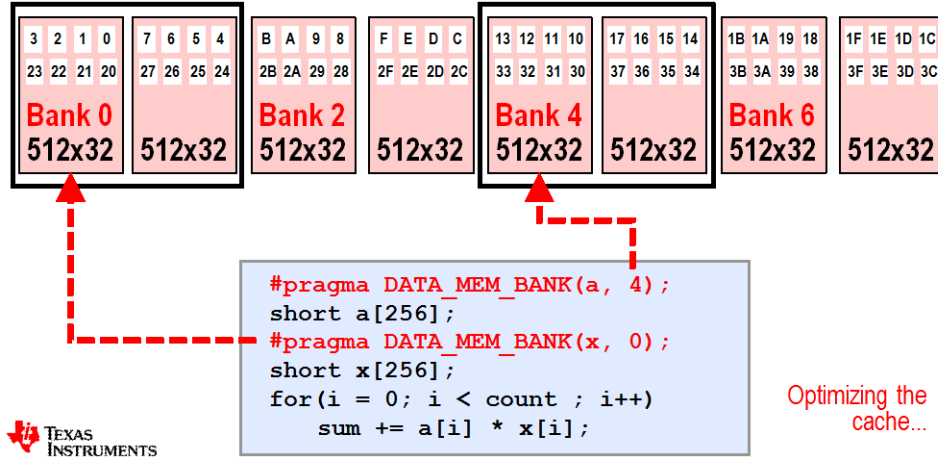 3 2 1 0 7 6 5 4 B A 9 8 F E D C 13 12 11 10 17 16 15 14 1B 1A 19 18 1F 1E 1D 1C
23 22 21 20 27 26 25 24 2B 2A 29 28 2F 2E 2D 2C 33 32 31 30 37 36 35 34 3B 3A 39 38 3F 3E 3D 3C
Bank 0 Bank 2 Bank 4 Bank 6
512x32 512x32 512x32 512x32 512x32 512x32 512x32 512x32
#pragma DATA_MEM_BANK(a, 4);
short a[256];
#pragma DATA_MEM_BANK(x, 0);
short x[256];
for(i = 0; i < count ; i++)
sum += a[i] * x[i];
Optimizing the
cache...
TEXAS
INSTRUMENTS